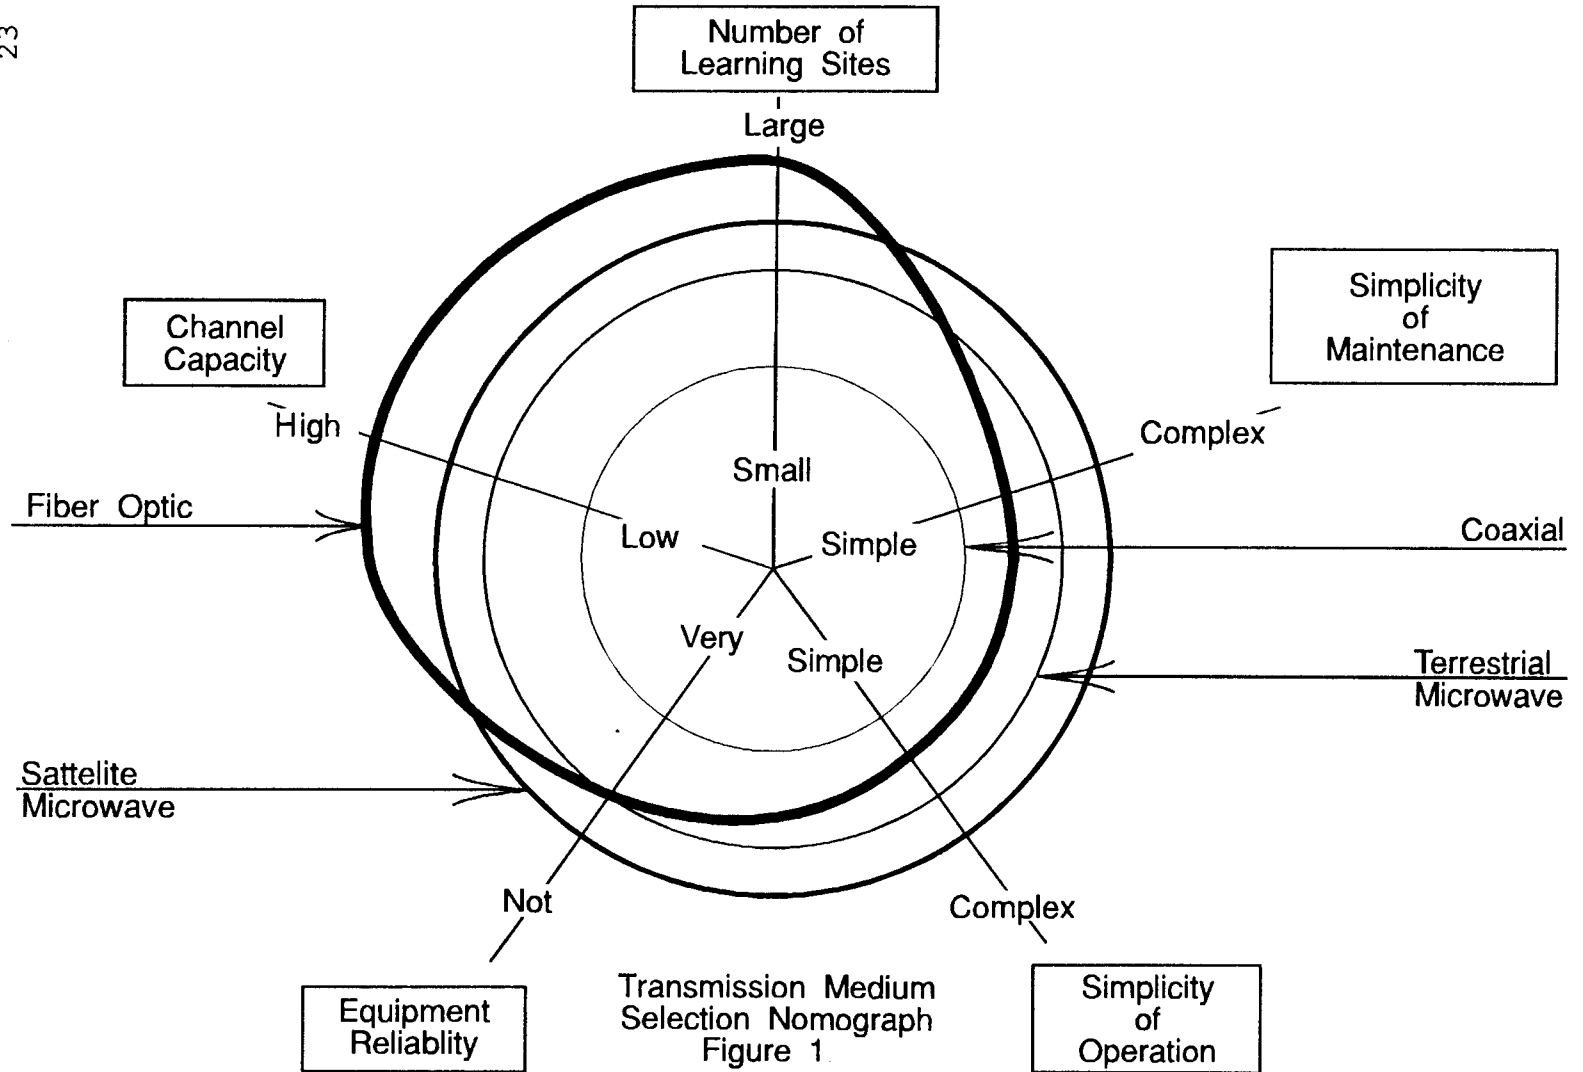 23
Number of
Learning Sites
Large
Simplicity
of
Maintenance
Channel
Capacity
High
Complex
Small
Fiber Optic
Low
Simple
Coaxial
Very
Simple
Terrestrial
Microwave
Sattelite
Microwave
Not
Complex
Transmission Medium
Selection Nomograph
Figure 1
Equipment
Reliablity
Simplicity
of
Operation